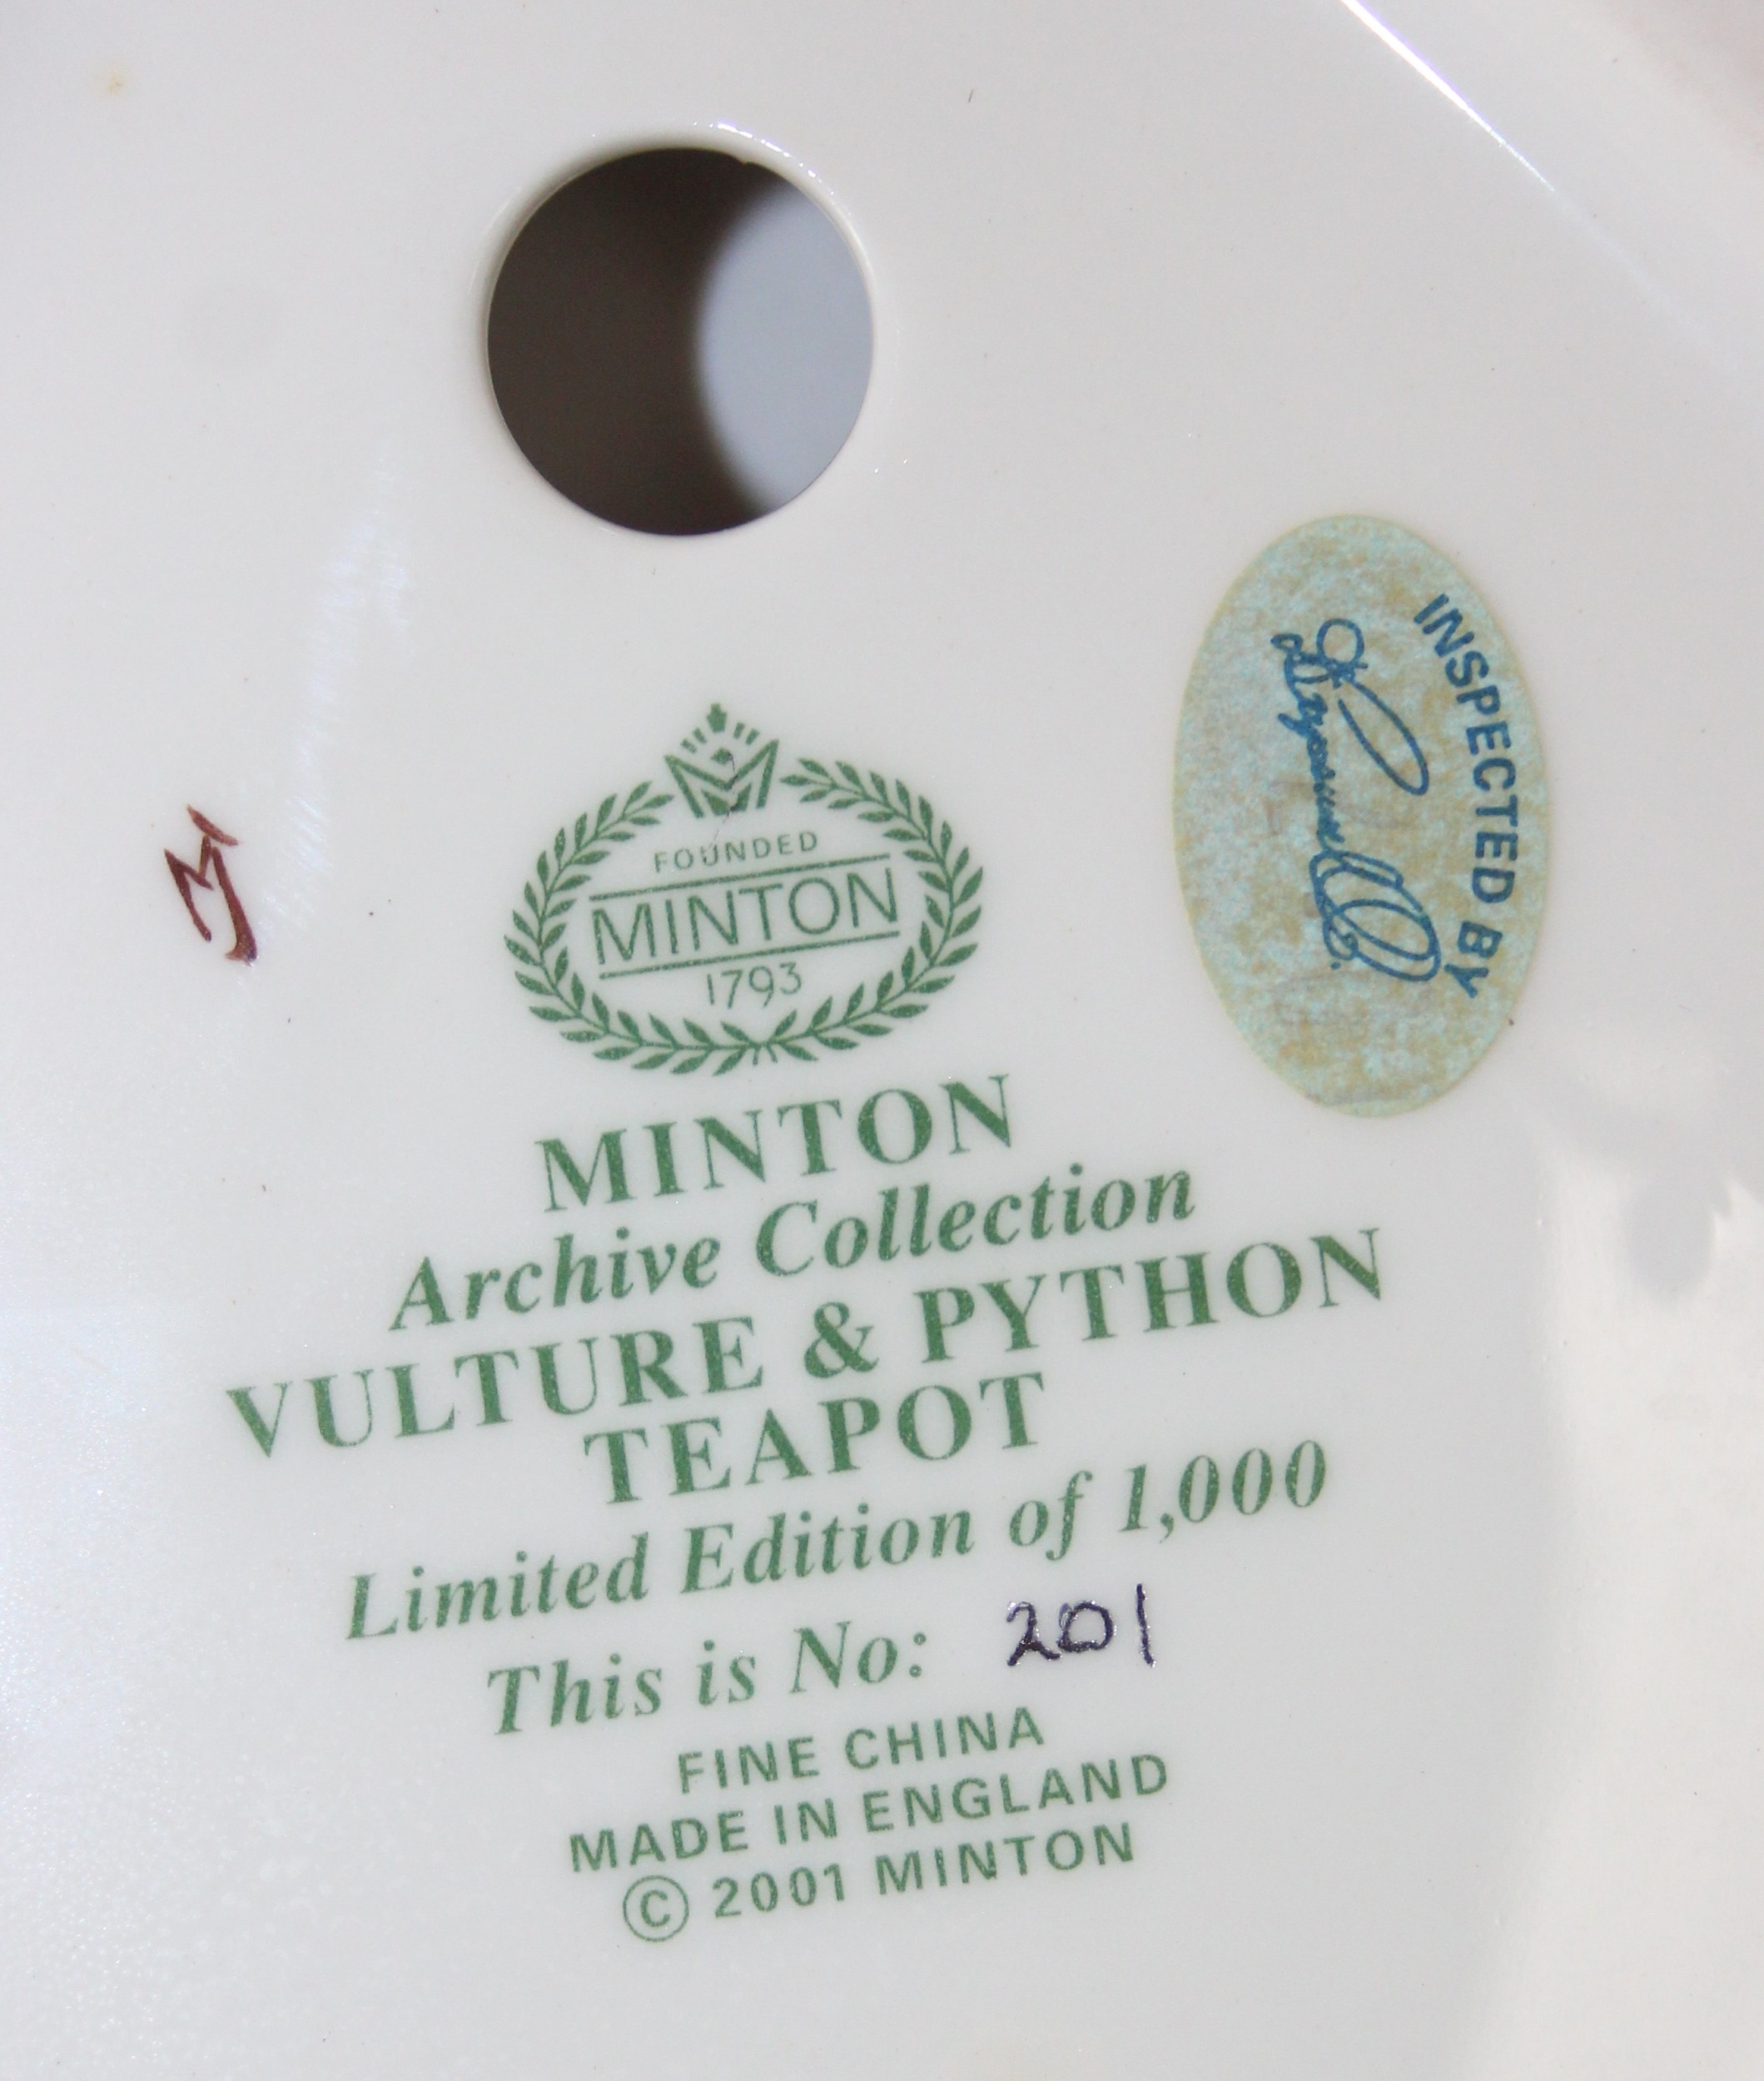 FOUNDED
MINTON
1793
MINTON
Archive Collection
VULTURE & PYTHON
TEAPOT
Limited Edition of 1,000
This is No: 201
FINE CHINA
MADE IN ENGLAND
© 2001 MINTON
INSPECTED BY